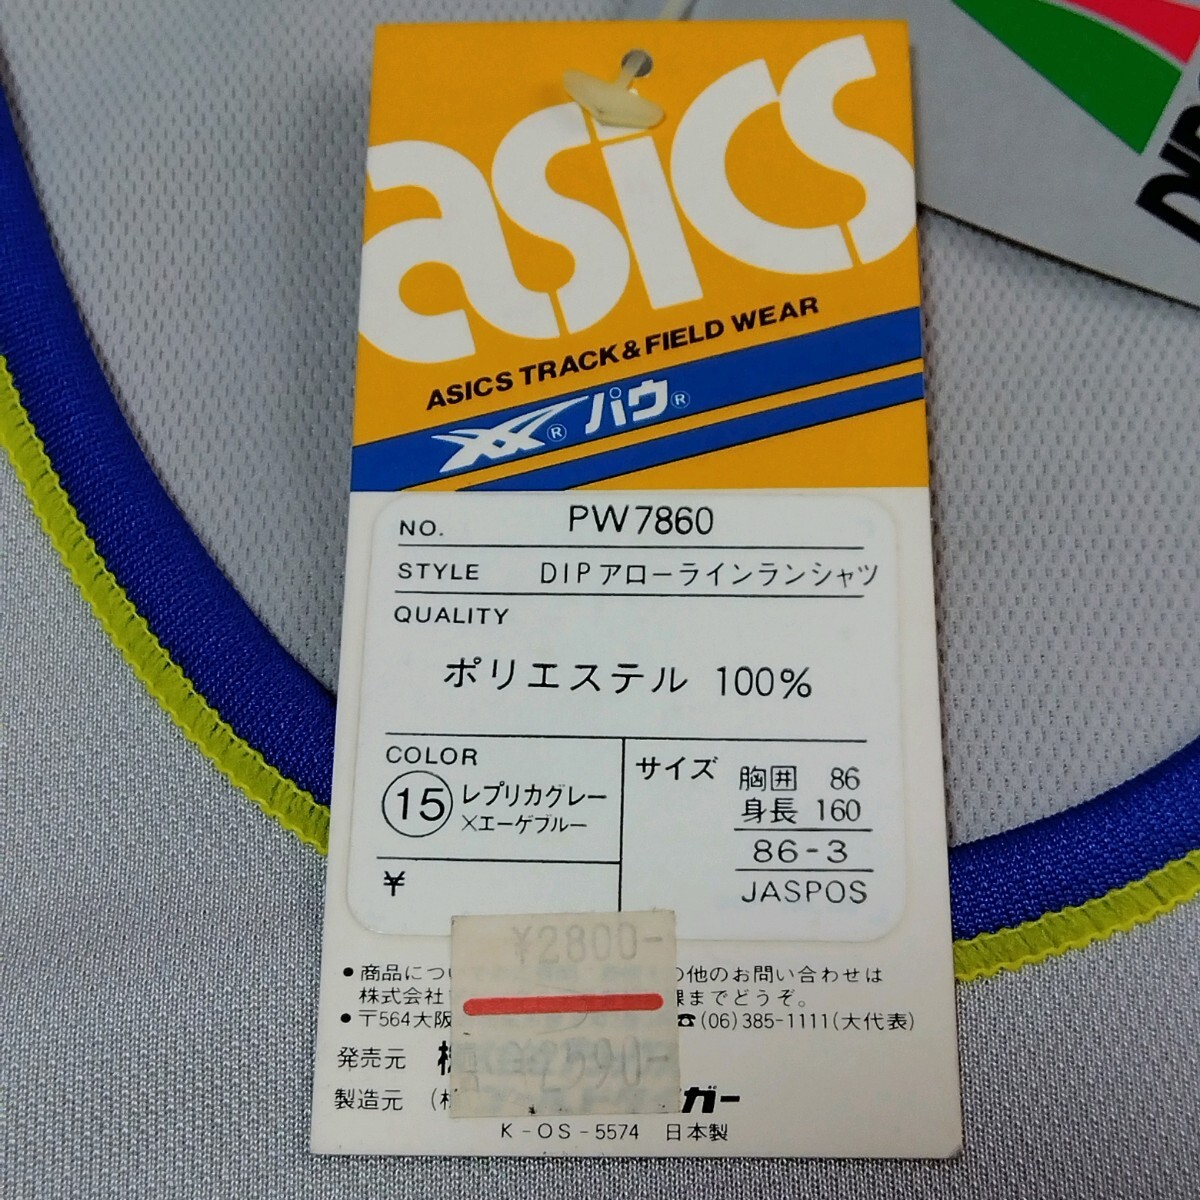 asics
ASICS TRACK & FIELD WEAR
® パウ®
NO. PW7860
STYLE DIPアローラインランシャツ
QUALITY
ポリエステル 100%
COLOR
15 レプリカグレー
×エーゲブルー
サイズ
胸囲 86
身長 160
86-3
JASPOS
¥
¥2800-
¥2590-
●商品につい の他のお問い合わせは
株式会社 課までどうぞ。
●〒564大阪 ☎(06)385-1111(大代表)
発売元
製造元 ガー
K-OS-5574 日本製